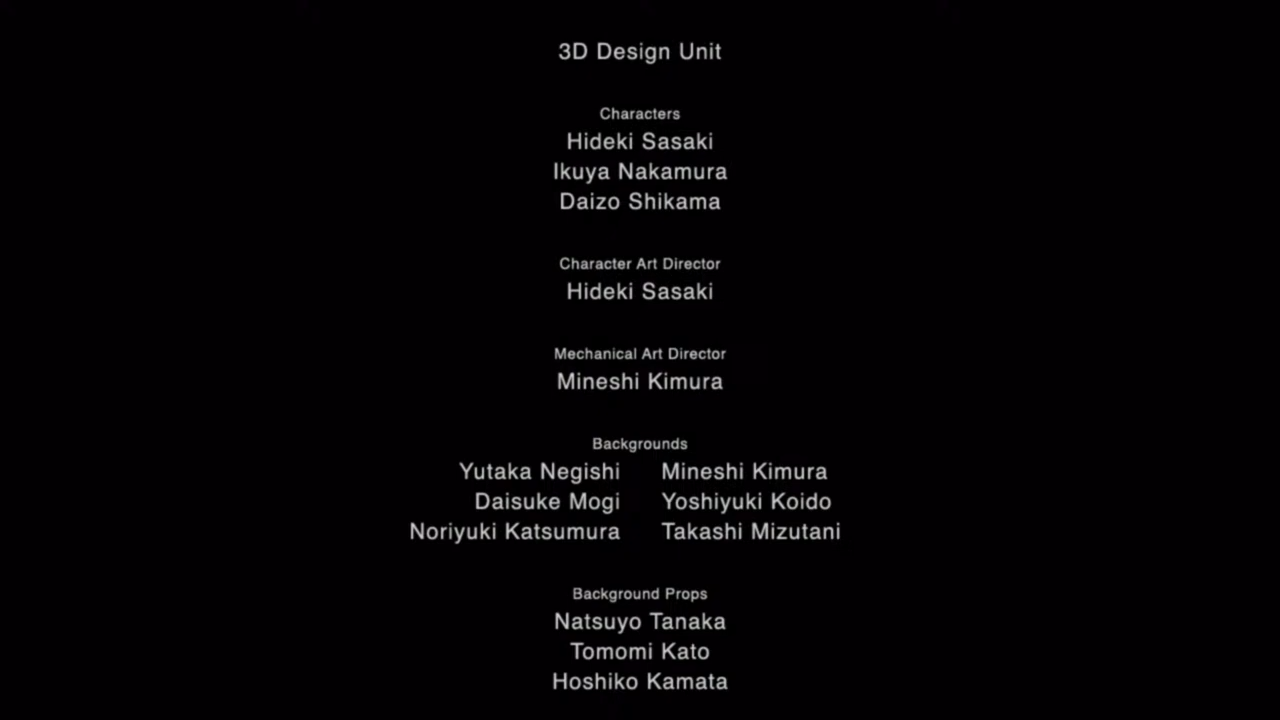 3D Design Unit
Characters
Hideki Sasaki
Ikuya Nakamura
Daizo Shikama
Character Art Director
Hideki Sasaki
Mechanical Art Director
Mineshi Kimura
Backgrounds
Yutaka Negishi Mineshi Kimura
Daisuke Mogi Yoshiyuki Koido
Noriyuki Katsumura Takashi Mizutani
Background Props
Natsuyo Tanaka
Tomomi Kato
Hoshiko Kamata